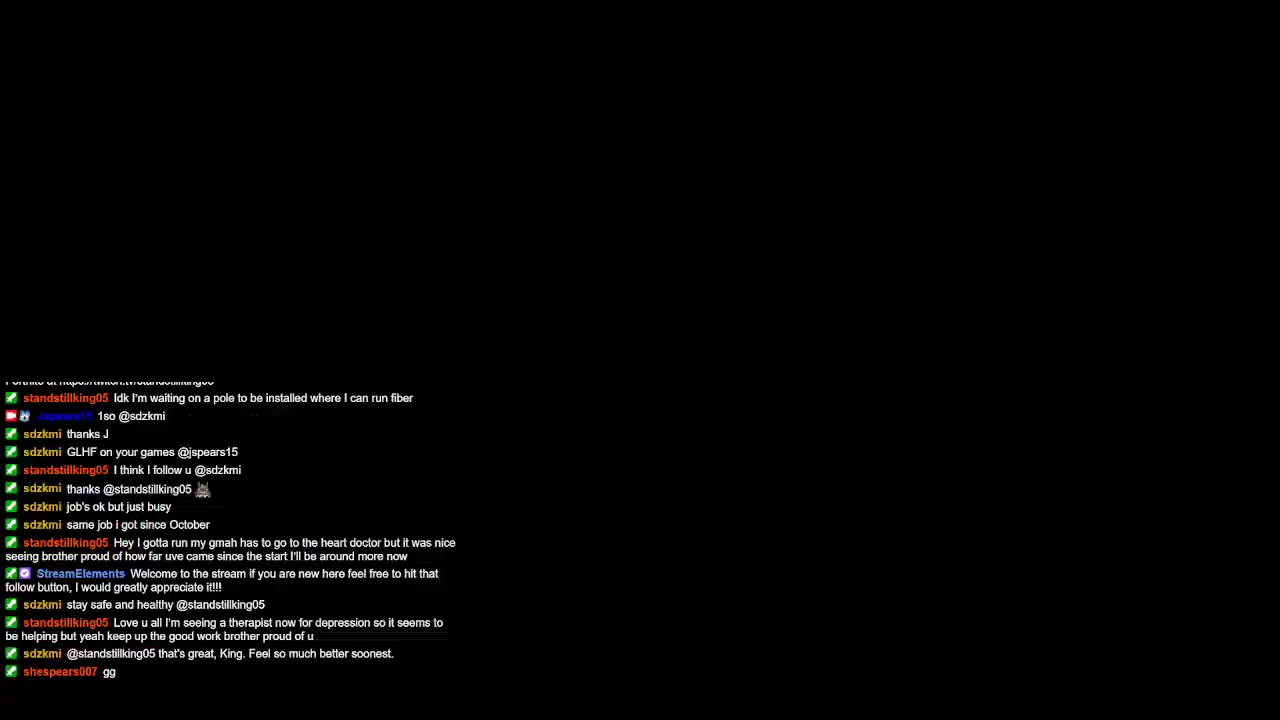 standstillking05 Idk I'm waiting on a pole to be installed where I can run fiber
Jspears15 1so @sdzkmi
sdzkmi thanks J
sdzkmi GLHF on your games @jspears15
standstillking05 I think I follow u @sdzkmi
sdzkmi thanks @standstillking05
sdzkmi job's ok but just busy
sdzkmi same job i got since October
standstillking05 Hey I gotta run my gmah has to go to the heart doctor but it was nice
seeing brother proud of how far uve came since the start I'll be around more now
StreamElements Welcome to the stream if you are new here feel free to hit that
follow button, I would greatly appreciate it!!!
sdzkmi stay safe and healthy @standstillking05
standstillking05 Love u all I'm seeing a therapist now for depression so it seems to
be helping but yeah keep up the good work brother proud of u
sdzkmi @standstillking05 that's great, King. Feel so much better soonest.
shespears007 gg